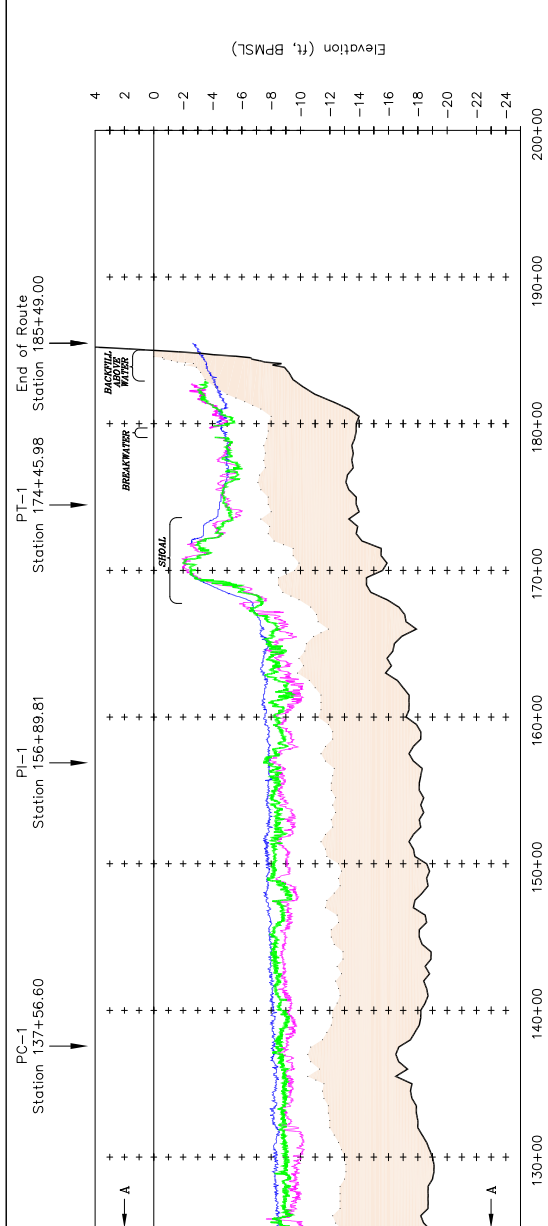 Elevation (ft, BPMSL)
4
2
0
-2
-4
-6
-8
-10
-12
-14
-16
-18
-20
-22
-24
200+00
190+00
180+00
170+00
160+00
150+00
140+00
130+00
End of Route
Station 185+49.00
PT-1
Station 174+45.98
PI-1
Station 156+89.81
PC-1
Station 137+56.60
BACKFILL
ABOVE
WATER
BREAKWATER
SHOAL
A
A